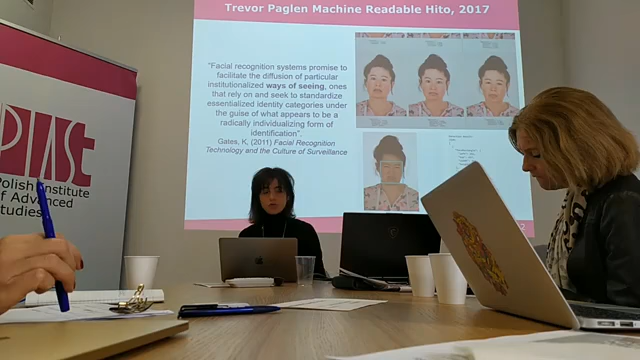 Trevor Paglen Machine Readable Hito, 2017
"Facial recognition systems promise to
facilitate the diffusion of particular
institutionalized ways of seeing, ones
that rely on and seek to standardize
essentialized identity categories under
the guise of what appears to be a
radically individualizing form of
identification".
Gates, K, (2011) Facial Recognition
Technology and the Culture of Surveillance
PIASt
Polish Institute
of Advanced
Studies